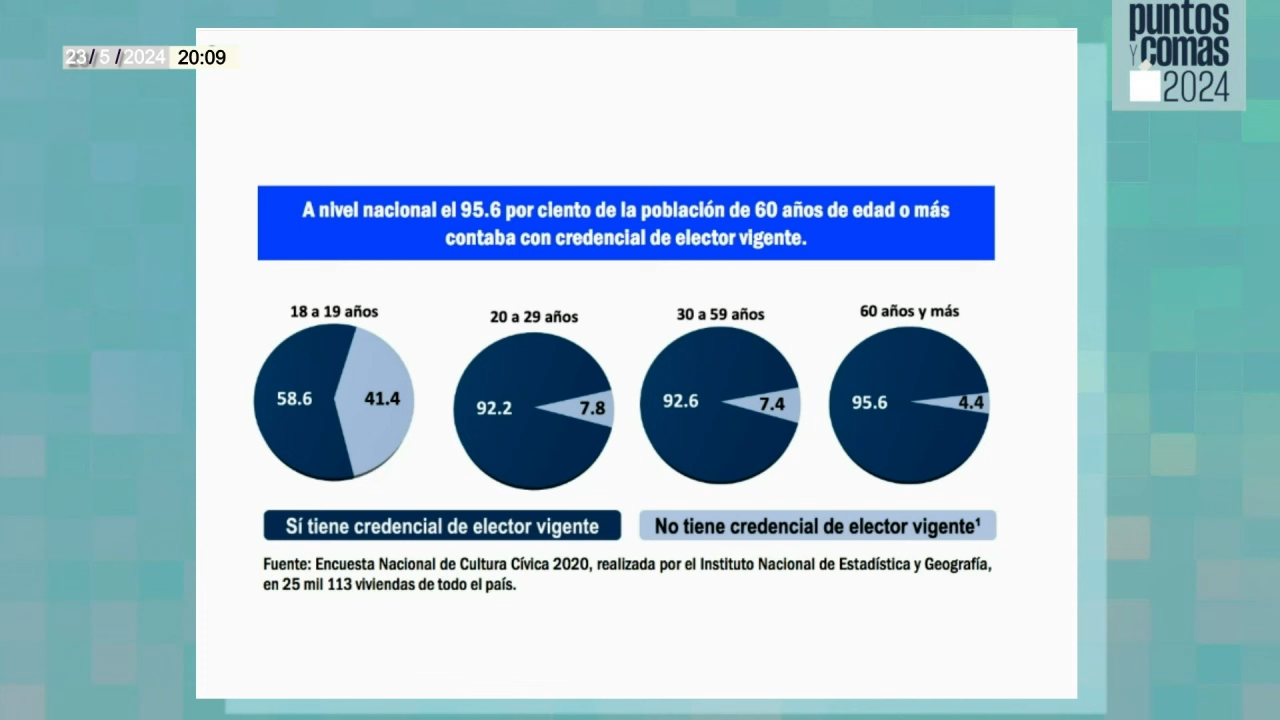 23/ 5 /2024 20:09
puntos
Y comas
2024
A nivel nacional el 95.6 por ciento de la población de 60 años de edad o más
contaba con credencial de elector vigente.
18 a 19 años
20 a 29 años
30 a 59 años
60 años y más
58.6
41.4
92.2
7.8
92.6
7.4
95.6
4.4
Sí tiene credencial de elector vigente
No tiene credencial de elector vigente¹
Fuente: Encuesta Nacional de Cultura Cívica 2020, realizada por el Instituto Nacional de Estadística y Geografía,
en 25 mil 113 viviendas de todo el país.